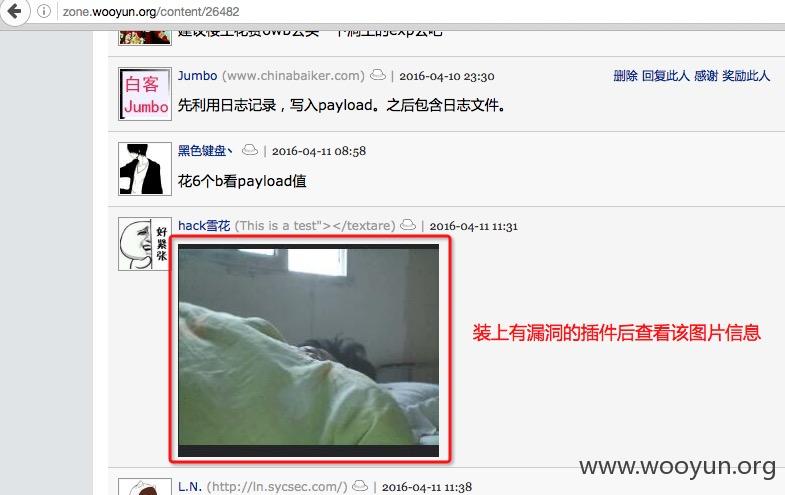 zone.wooyun.org/content/26482
Jumbo (www.chinabaiker.com) | 2016-04-10 23:30 删除 回复此人 感谢 奖励此人
白客
Jumbo
先利用日志记录，写入payload。之后包含日志文件。
黑色键盘丶 | 2016-04-11 08:58
花6个b看payload值
hack雪花 (This is a test"></textare) | 2016-04-11 11:31
好紧张
装上有漏洞的插件后查看该图片信息
www.wooyun.org
L.N. (http://ln.sycsec.com/) | 2016-04-11 11:38